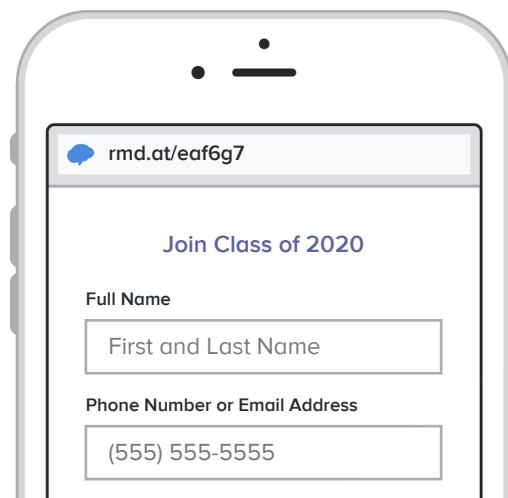 rmd.at/eaf6g7
Join Class of 2020
Full Name
First and Last Name
Phone Number or Email Address
(555) 555-5555